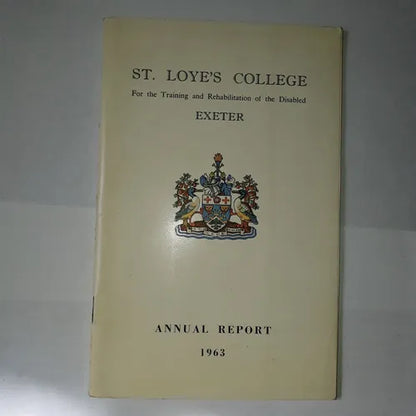 ST. LOYE'S COLLEGE
For the Training and Rehabilitation of the Disabled
EXETER
ANNUAL REPORT
1963